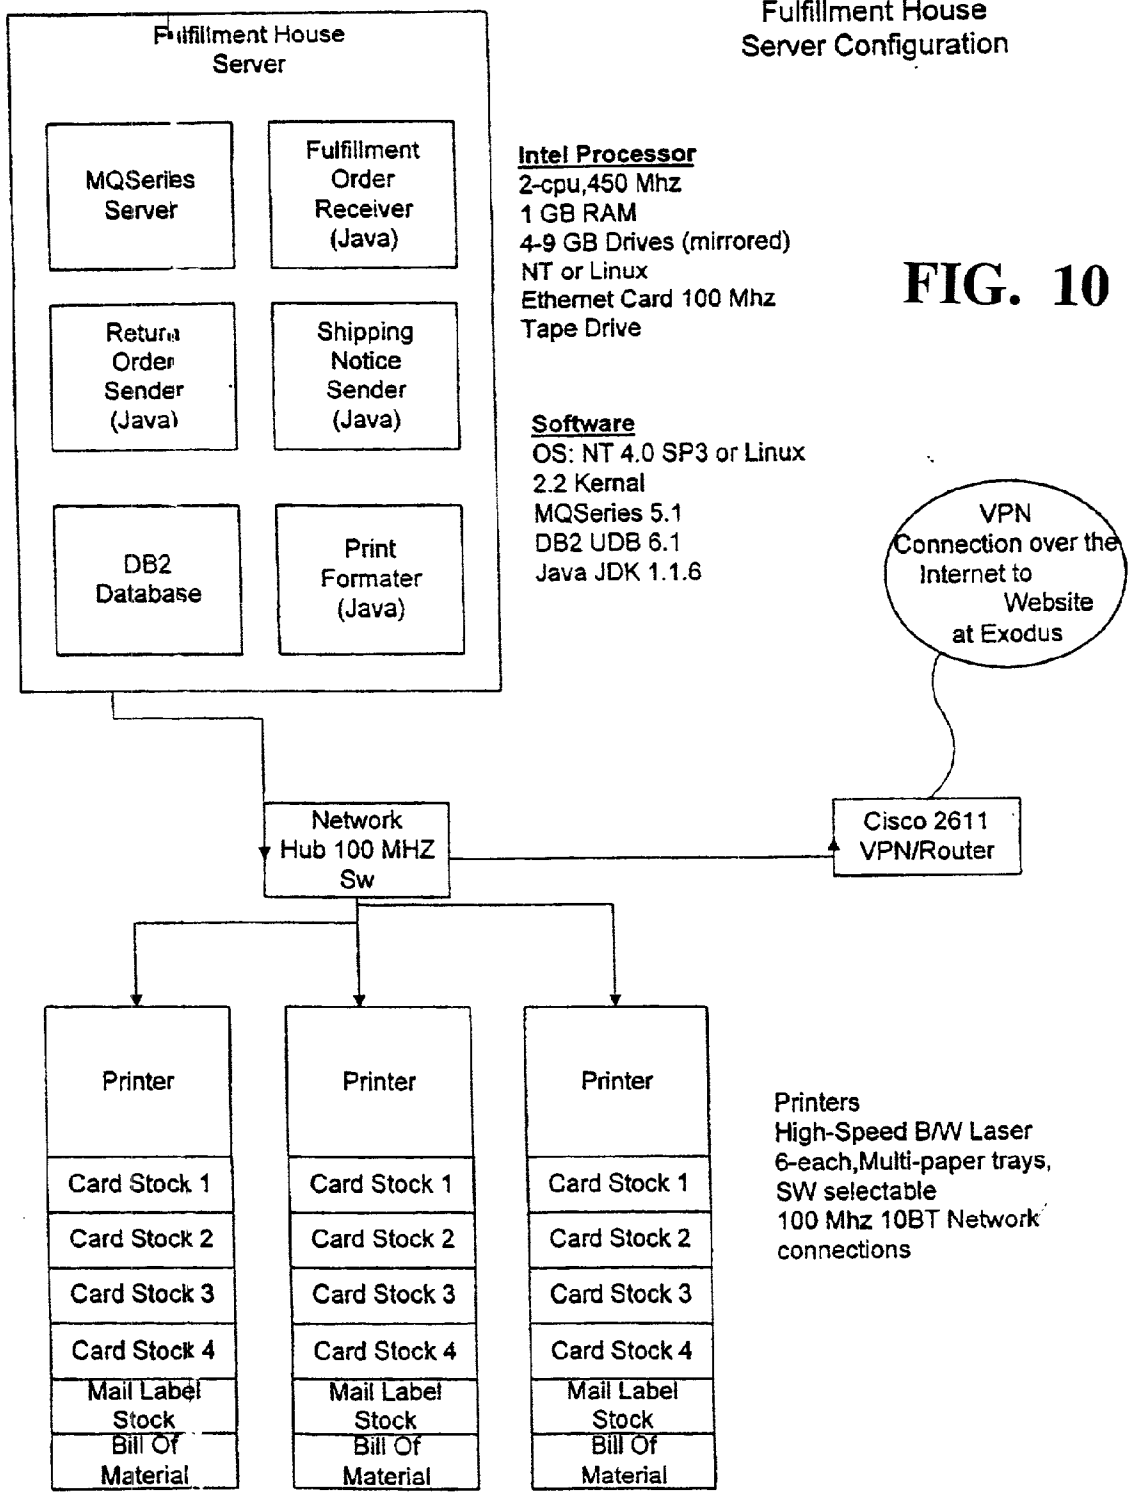 Fulfillment House
Server Configuration
Fulfillment House
Server
MQSeries
Server
Fulfillment
Order
Receiver
(Java)
Return
Order
Sender
(Java)
Shipping
Notice
Sender
(Java)
DB2
Database
Print
Formater
(Java)
Intel Processor
2-cpu,450 Mhz
1 GB RAM
4-9 GB Drives (mirrored)
NT or Linux
Ethernet Card 100 Mhz
Tape Drive
FIG. 10
Software
OS: NT 4.0 SP3 or Linux
2.2 Kernal
MQSeries 5.1
DB2 UDB 6.1
Java JDK 1.1.6
VPN
Connection over the
Internet to
Website
at Exodus
Network
Hub 100 MHZ
Sw
Cisco 2611
VPN/Router
Printer
Card Stock 1
Card Stock 2
Card Stock 3
Card Stock 4
Mail Label
Stock
Bill Of
Material
Printer
Card Stock 1
Card Stock 2
Card Stock 3
Card Stock 4
Mail Label
Stock
Bill Of
Material
Printer
Card Stock 1
Card Stock 2
Card Stock 3
Card Stock 4
Mail Label
Stock
Bill Of
Material
Printers
High-Speed B/W Laser
6-each,Multi-paper trays,
SW selectable
100 Mhz 10BT Network
connections